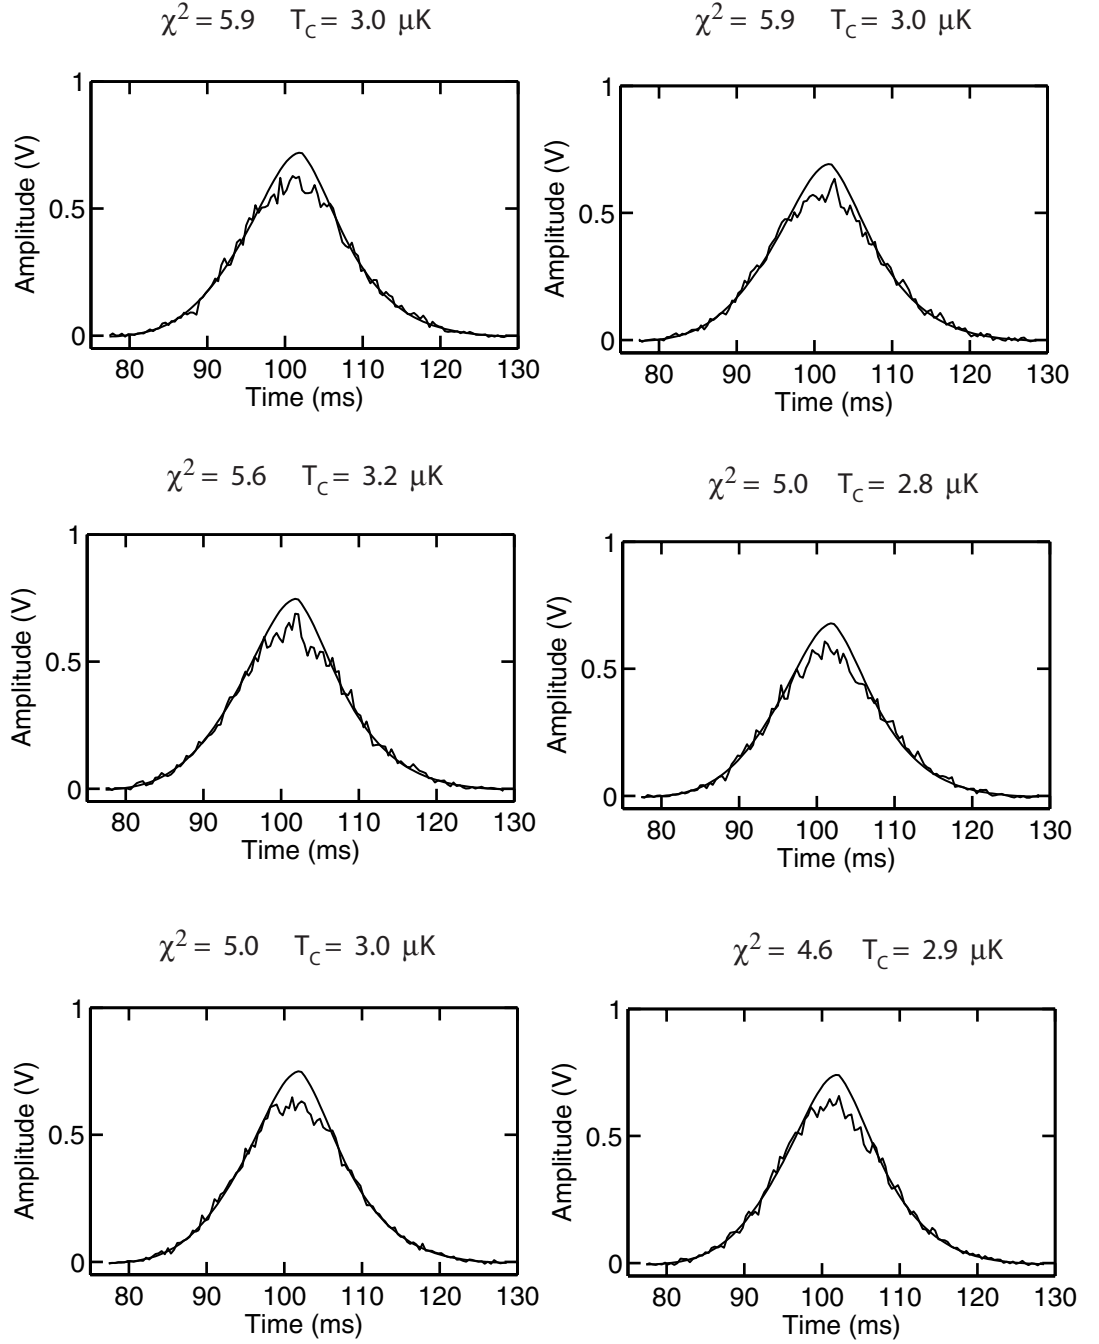 χ² = 5.9 T_C = 3.0 μK
1
0.5
0
Amplitude (V)
80 90 100 110 120 130
Time (ms)
χ² = 5.9 T_C = 3.0 μK
1
0.5
0
Amplitude (V)
80 90 100 110 120 130
Time (ms)
χ² = 5.6 T_C = 3.2 μK
1
0.5
0
Amplitude (V)
80 90 100 110 120 130
Time (ms)
χ² = 5.0 T_C = 2.8 μK
1
0.5
0
Amplitude (V)
80 90 100 110 120 130
Time (ms)
χ² = 5.0 T_C = 3.0 μK
1
0.5
0
Amplitude (V)
80 90 100 110 120 130
Time (ms)
χ² = 4.6 T_C = 2.9 μK
1
0.5
0
Amplitude (V)
80 90 100 110 120 130
Time (ms)